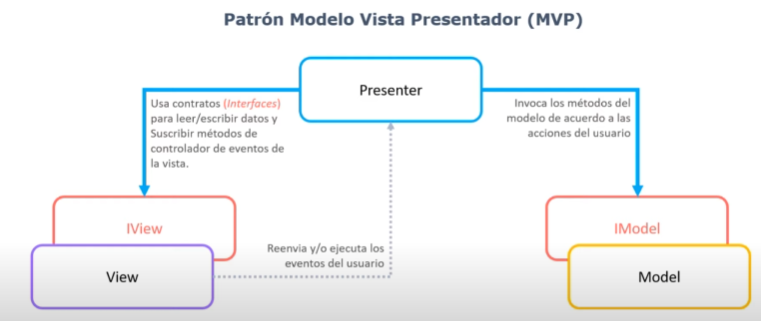 Patrón Modelo Vista Presentador (MVP)
Presenter
Usa contratos (Interfaces)
para leer/escribir datos y
Suscribir métodos de
controlador de eventos de
la vista.
Invoca los métodos del
modelo de acuerdo a las
acciones del usuario
IView
View
Reenvia y/o ejecuta los
eventos del usuario
IModel
Model